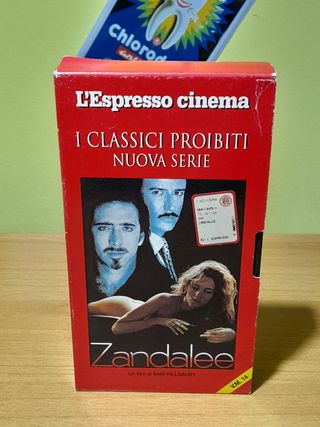 Chlorod
L'Espresso cinema
I CLASSICI PROIBITI
NUOVA SERIE
Zandalee
Un film di SAM PILLSBURY
V.M. 14